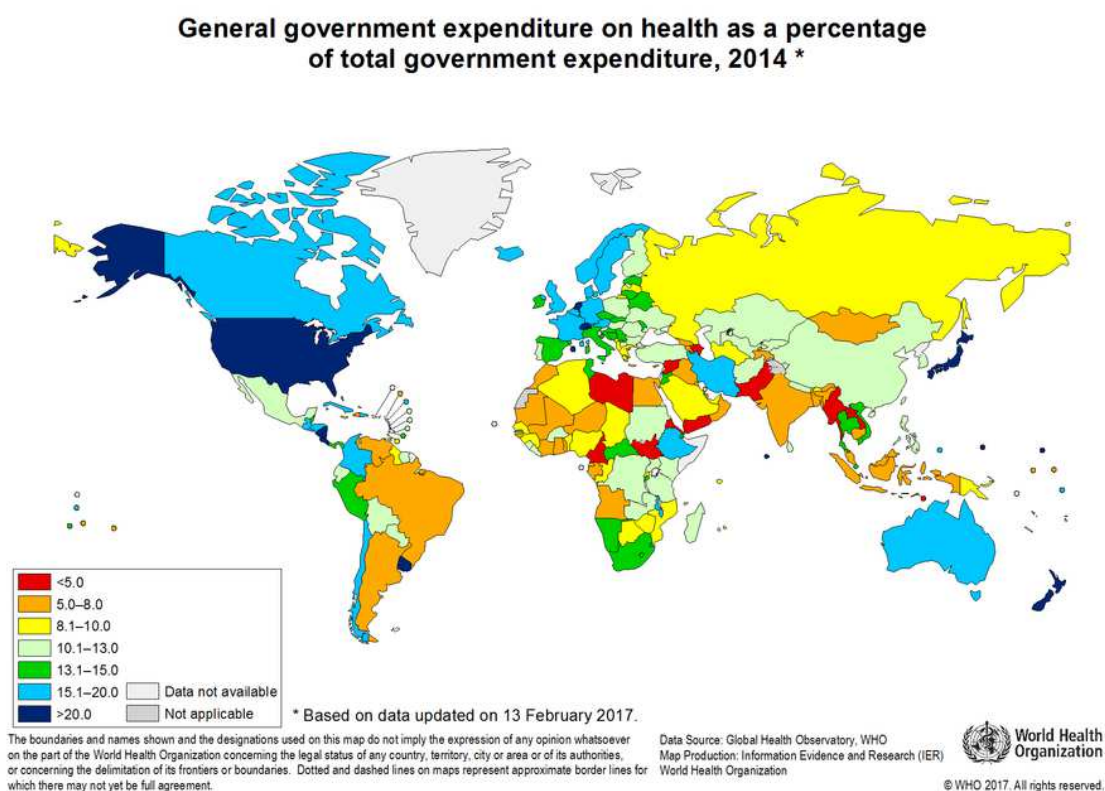 General government expenditure on health as a percentage
of total government expenditure, 2014 *
<5.0
5.0–8.0
8.1–10.0
10.1–13.0
13.1–15.0
15.1–20.0
>20.0
Data not available
Not applicable
* Based on data updated on 13 February 2017.
The boundaries and names shown and the designations used on this map do not imply the expression of any opinion whatsoever
on the part of the World Health Organization concerning the legal status of any country, territory, city or area or of its authorities,
or concerning the delimitation of its frontiers or boundaries. Dotted and dashed lines on maps represent approximate border lines for
which there may not yet be full agreement.
Data Source: Global Health Observatory, WHO
Map Production: Information Evidence and Research (IER)
World Health Organization
World Health
Organization
© WHO 2017. All rights reserved.